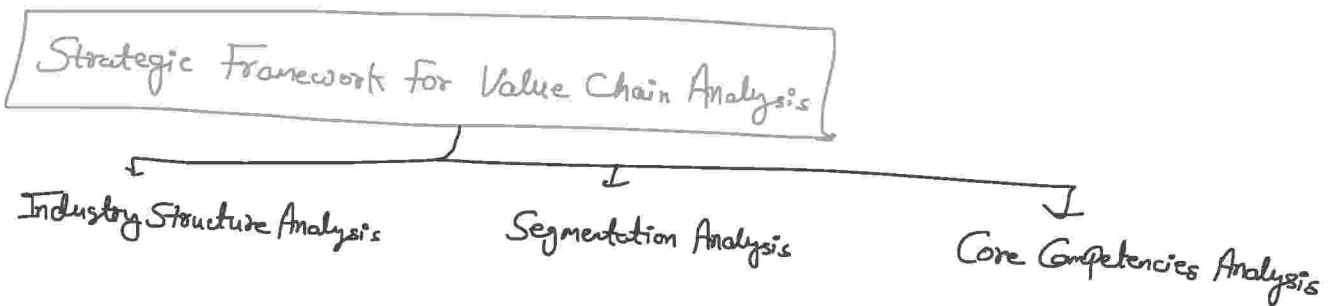 Strategic Framework for Value Chain Analysis
Industry Structure Analysis
Segmentation Analysis
Core Competencies Analysis